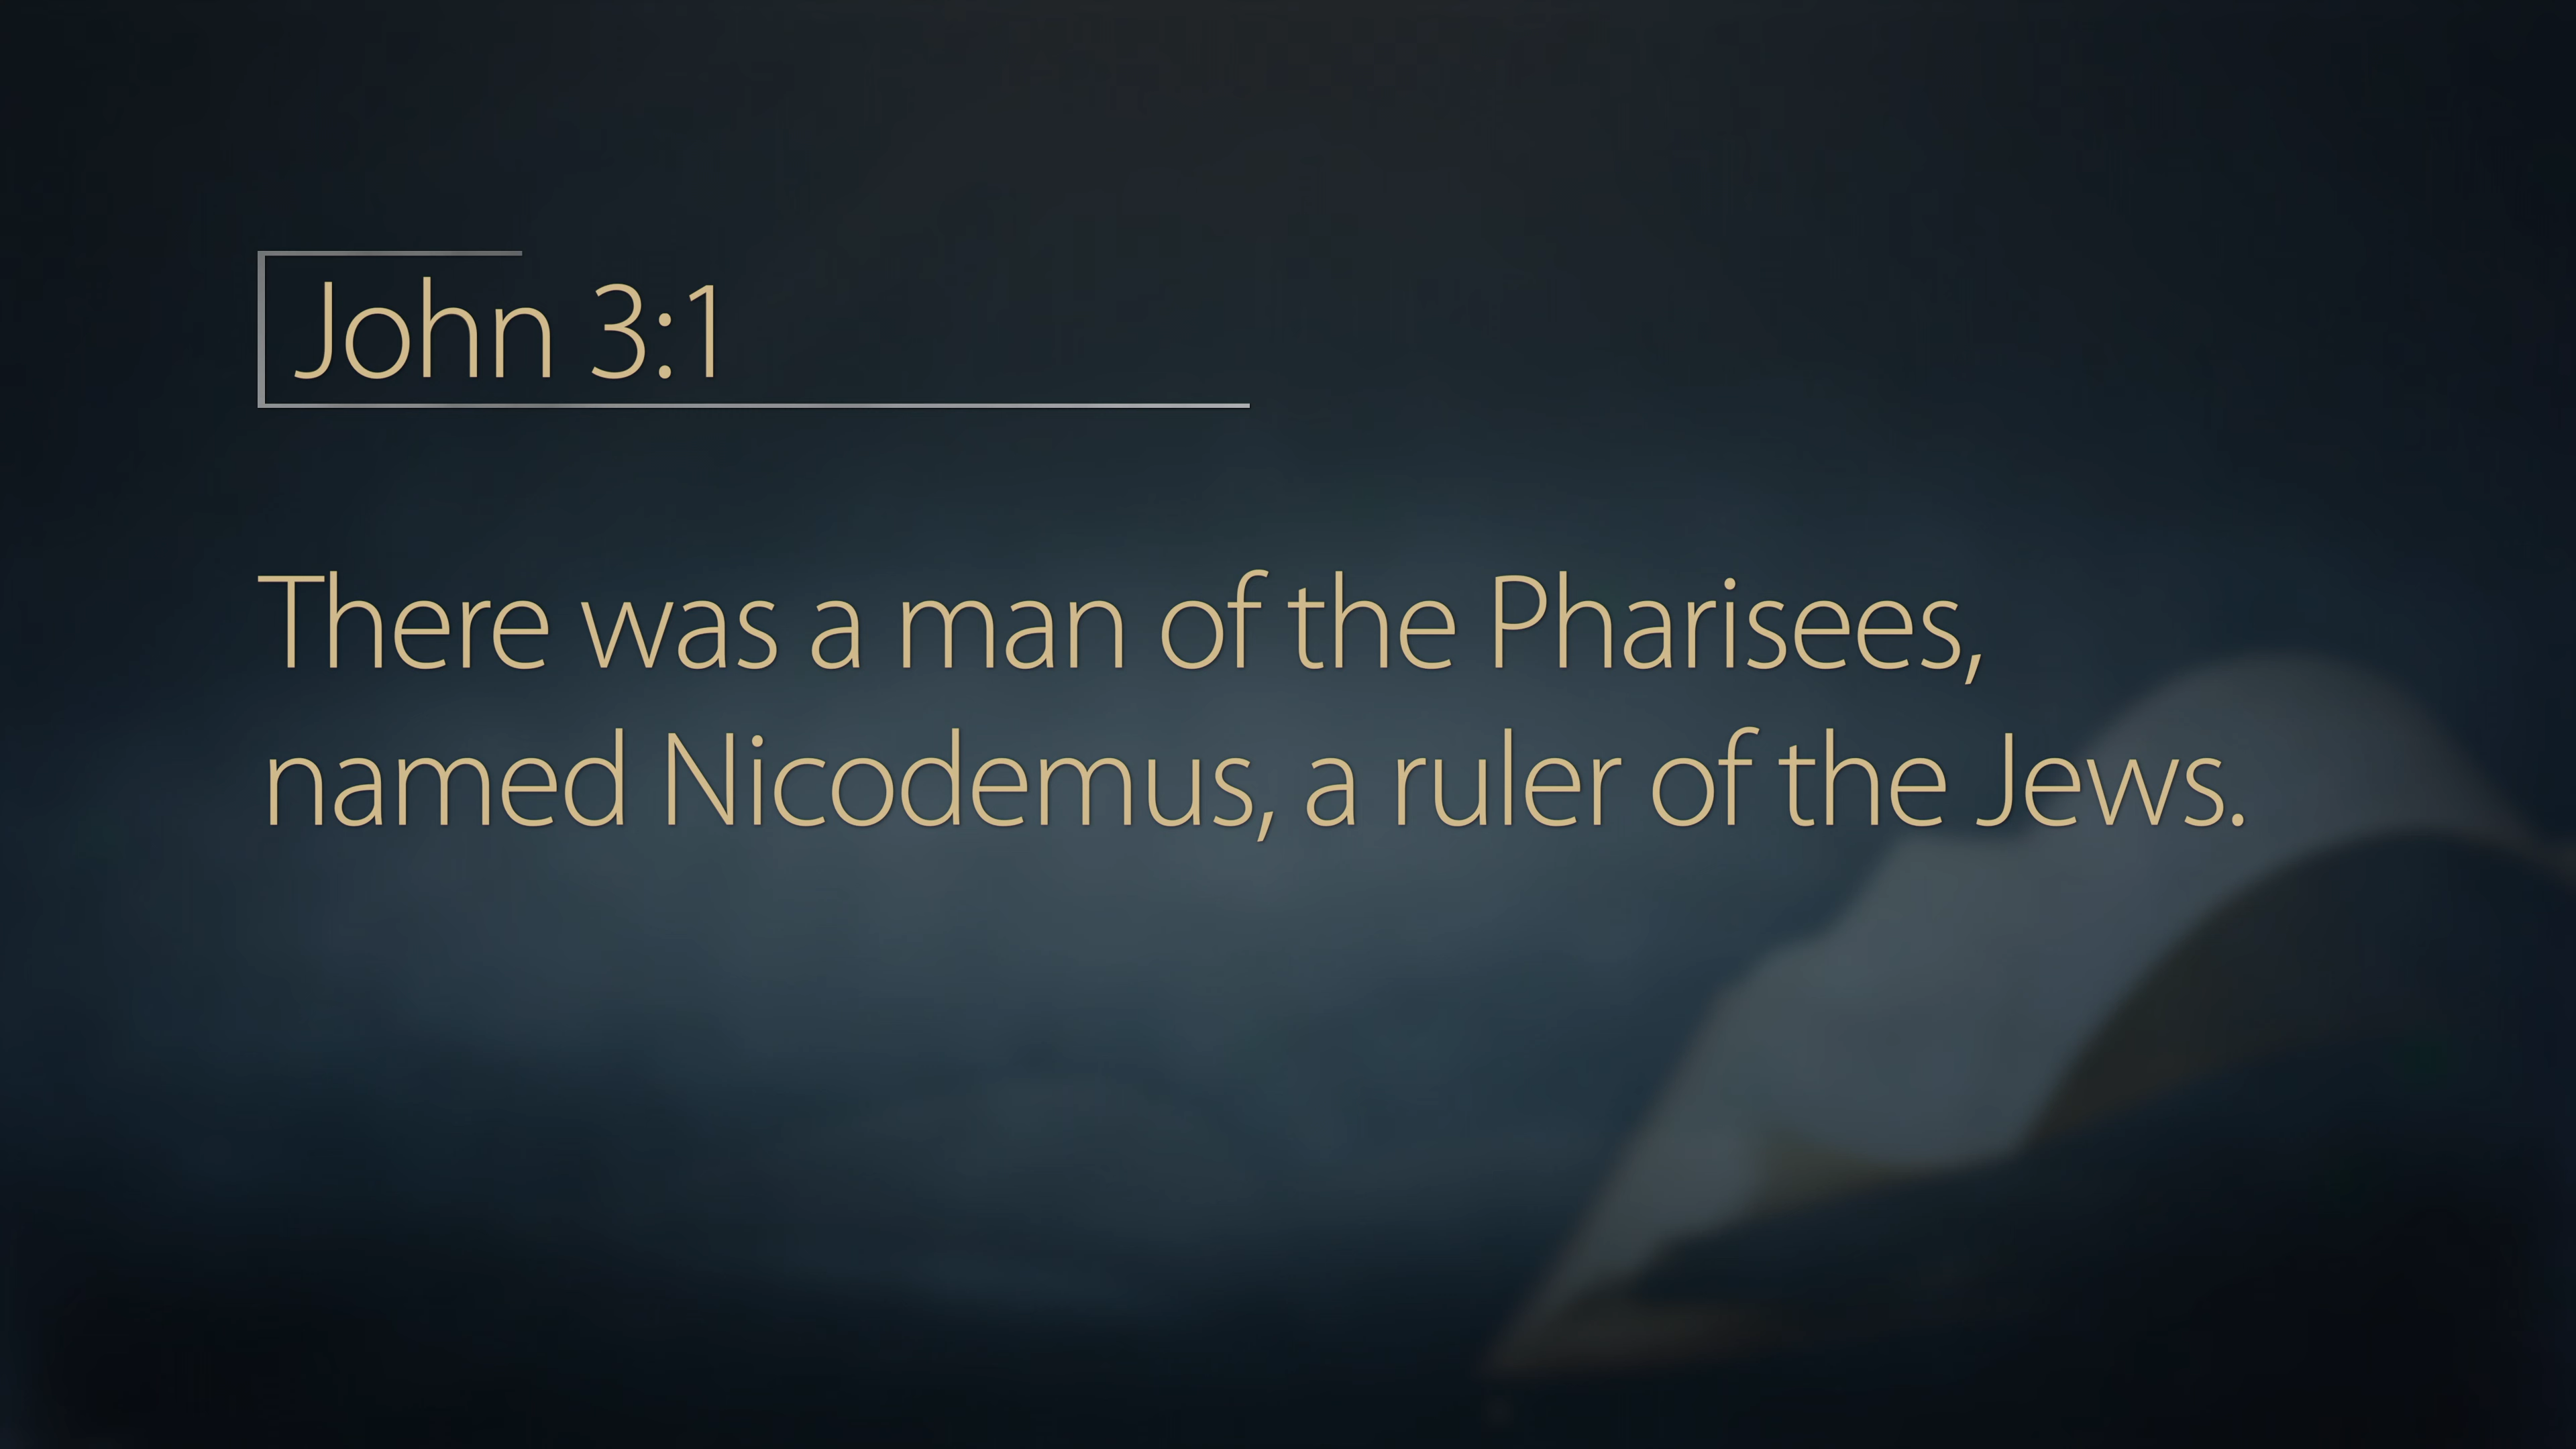 John 3:1
There was a man of the Pharisees,
named Nicodemus, a ruler of the Jews.